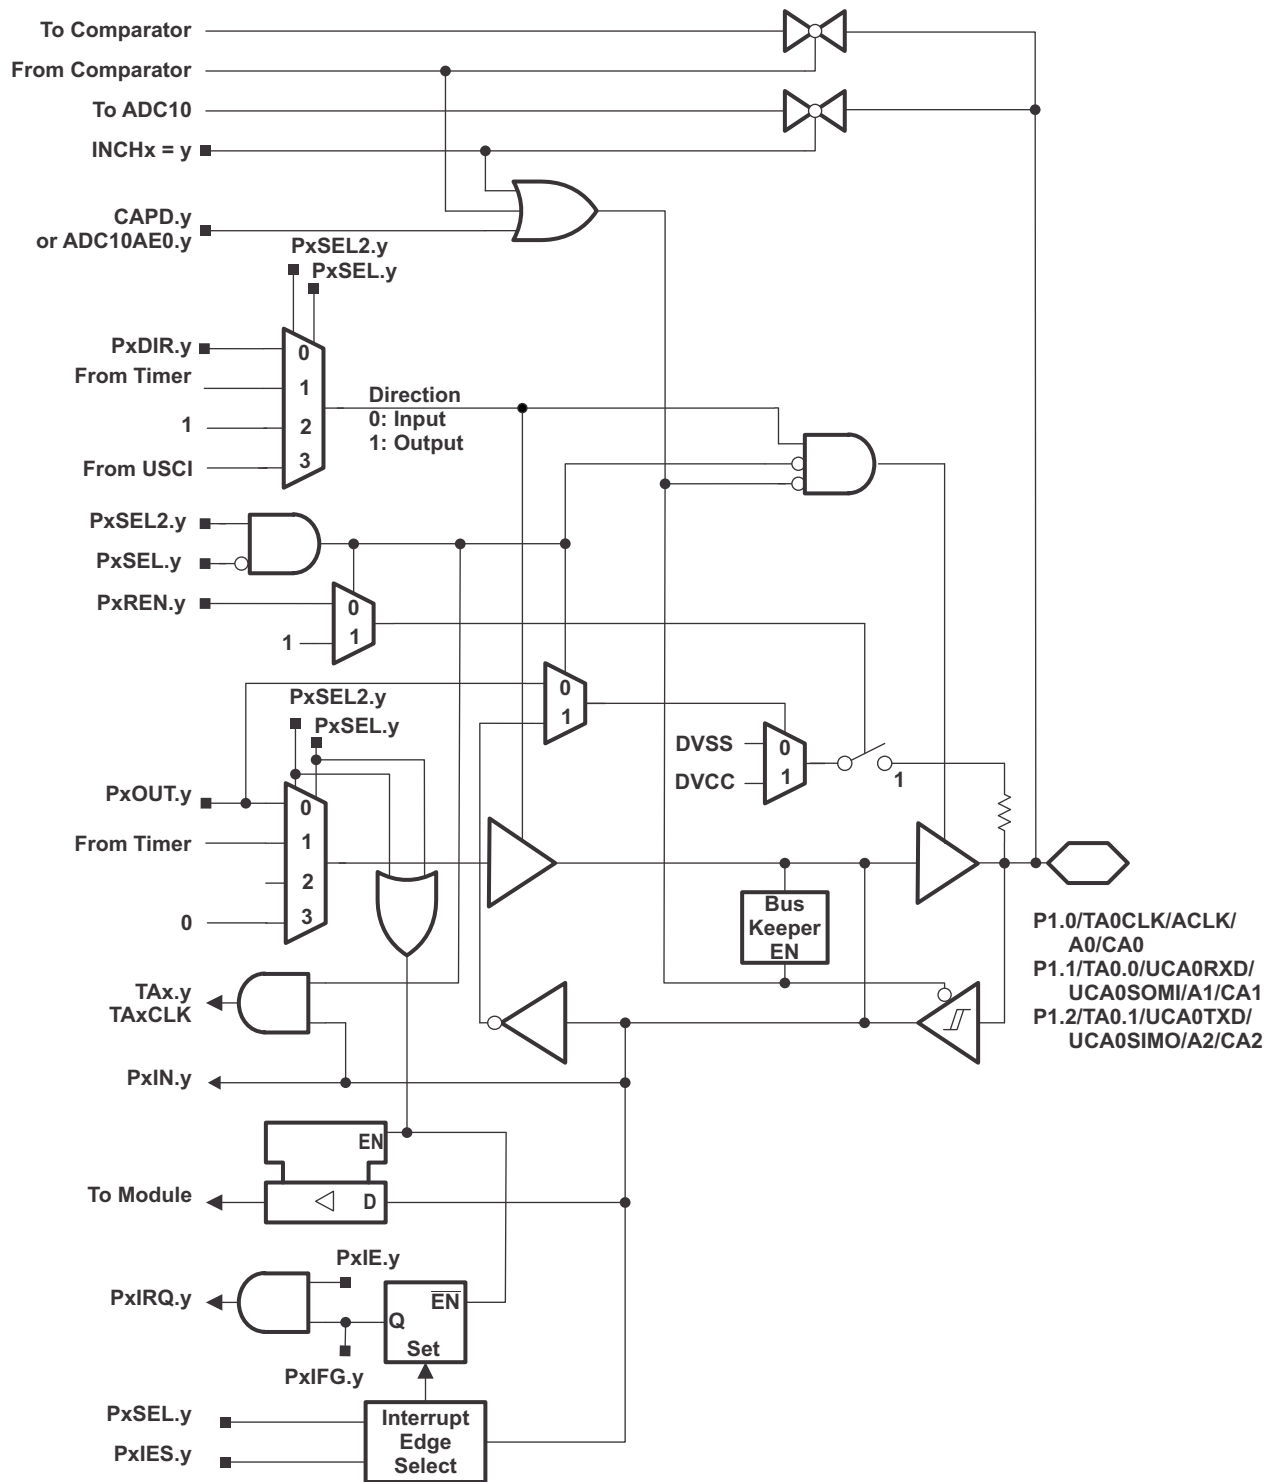 To Comparator
From Comparator
To ADC10
INCHx = y
CAPD.y
or ADC10AE0.y
PxSEL2.y
PxSEL.y
PxDIR.y
0
From Timer
1
1
2
From USCI
3
Direction
0: Input
1: Output
PxSEL2.y
PxSEL.y
PxREN.y
0
1
1
PxSEL2.y
PxSEL.y
0
1
DVSS
0
DVCC
1
1
PxOUT.y
0
From Timer
1
2
0
3
Bus
Keeper
EN
P1.0/TA0CLK/ACLK/
A0/CA0
P1.1/TA0.0/UCA0RXD/
UCA0SOMI/A1/CA1
P1.2/TA0.1/UCA0TXD/
UCA0SIMO/A2/CA2
TAx.y
TAxCLK
PxIN.y
EN
To Module
D
PxIE.y
PxIRQ.y
EN
Q
Set
PxIFG.y
PxSEL.y
PxIES.y
Interrupt
Edge
Select